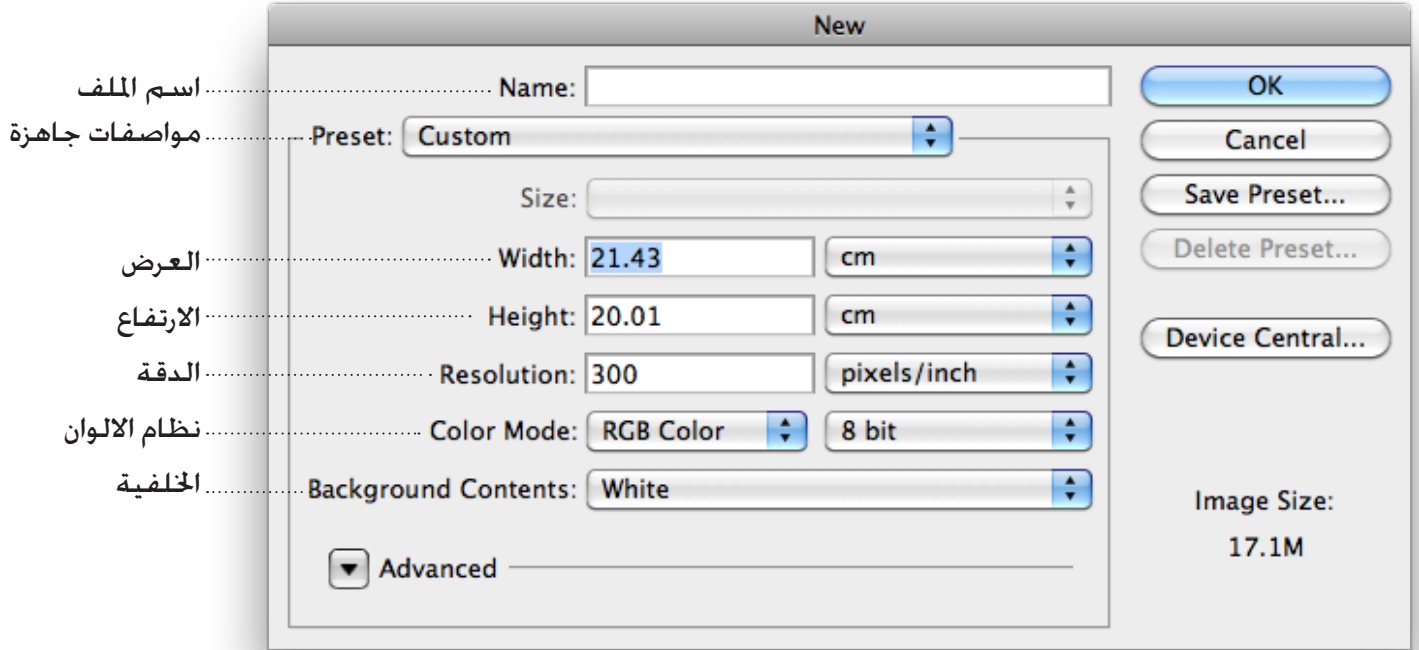 New
اسم الملف Name: OK
مواصفات جاهزة Preset: Custom Cancel
Size: Save Preset...
العرض Width: 21.43 cm Delete Preset...
الارتفاع Height: 20.01 cm
Device Central...
الدقة Resolution: 300 pixels/inch
نظام الالوان Color Mode: RGB Color 8 bit
الخلفية Background Contents: White
Image Size:
17.1M
Advanced